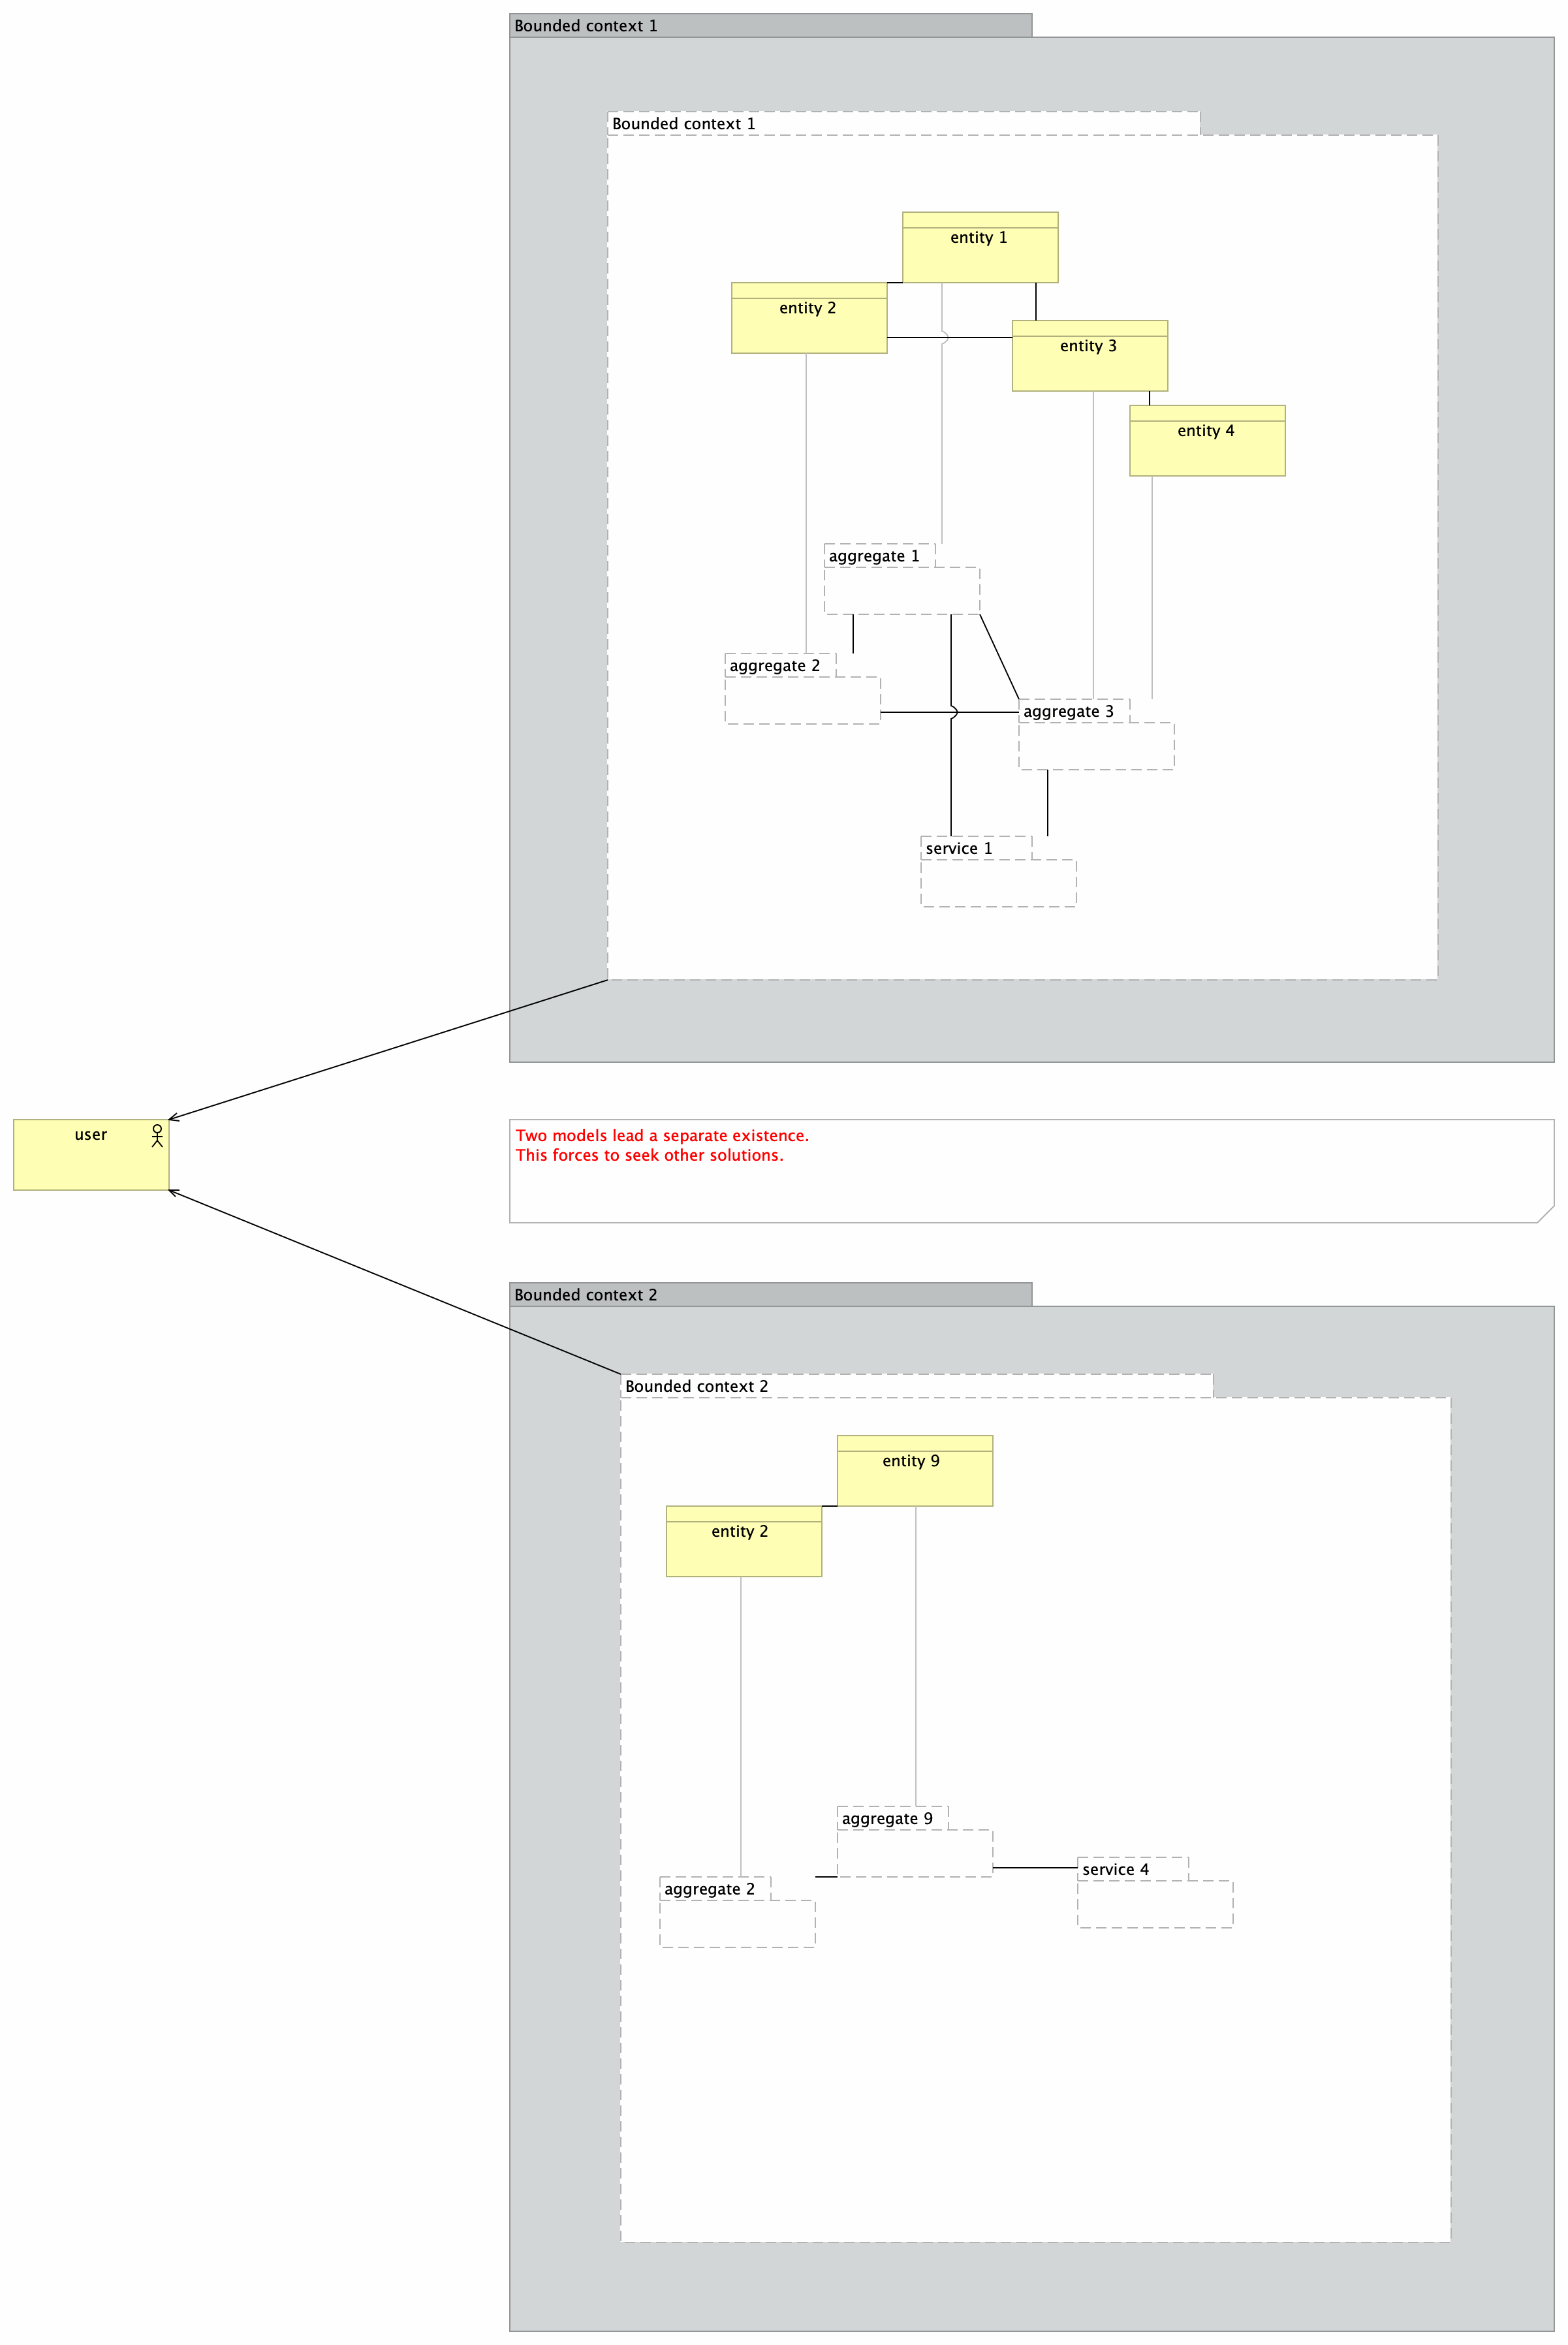 Bounded context 1
Bounded context 1
entity 1
entity 2
entity 3
entity 4
aggregate 1
aggregate 2
aggregate 3
service 1
user
Two models lead a separate existence.
This forces to seek other solutions.
Bounded context 2
Bounded context 2
entity 9
entity 2
aggregate 9
service 4
aggregate 2